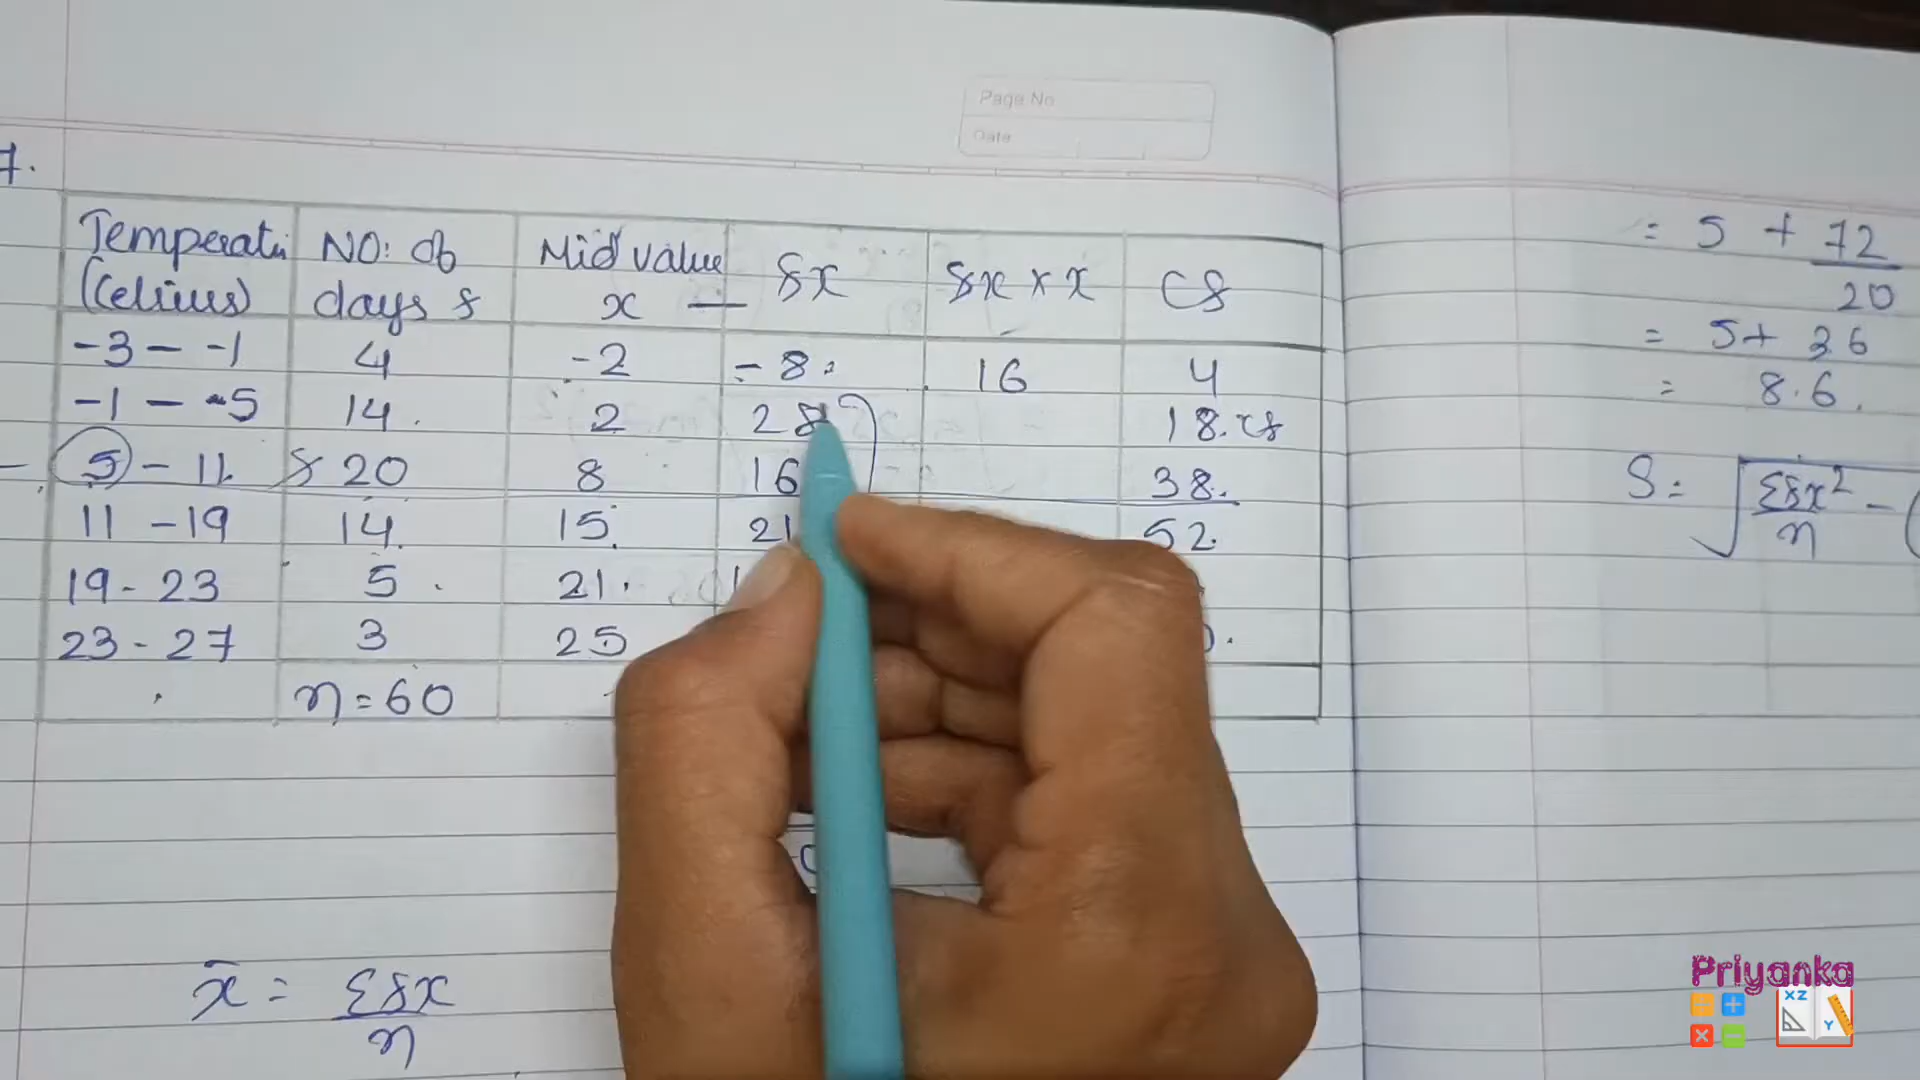 Page No
Date
7.
Temperatu NO: of Mid value fx fx × x cf
(Celius) days f x —
-3 - -1 4 -2 -8. 16 4
-1 - -5 14. 2 28 18. cf
5 - 11 f 20 8 16 38.
11 - 19 14. 15. 21 52.
19 - 23 5. 21.
23 - 27 3 25
n = 60
x̄ = Σfx
n
= 5 + 72
20
= 5 + 3.6
= 8.6.
S = √ Σfx² - (
n
Priyanka
XZ
Y